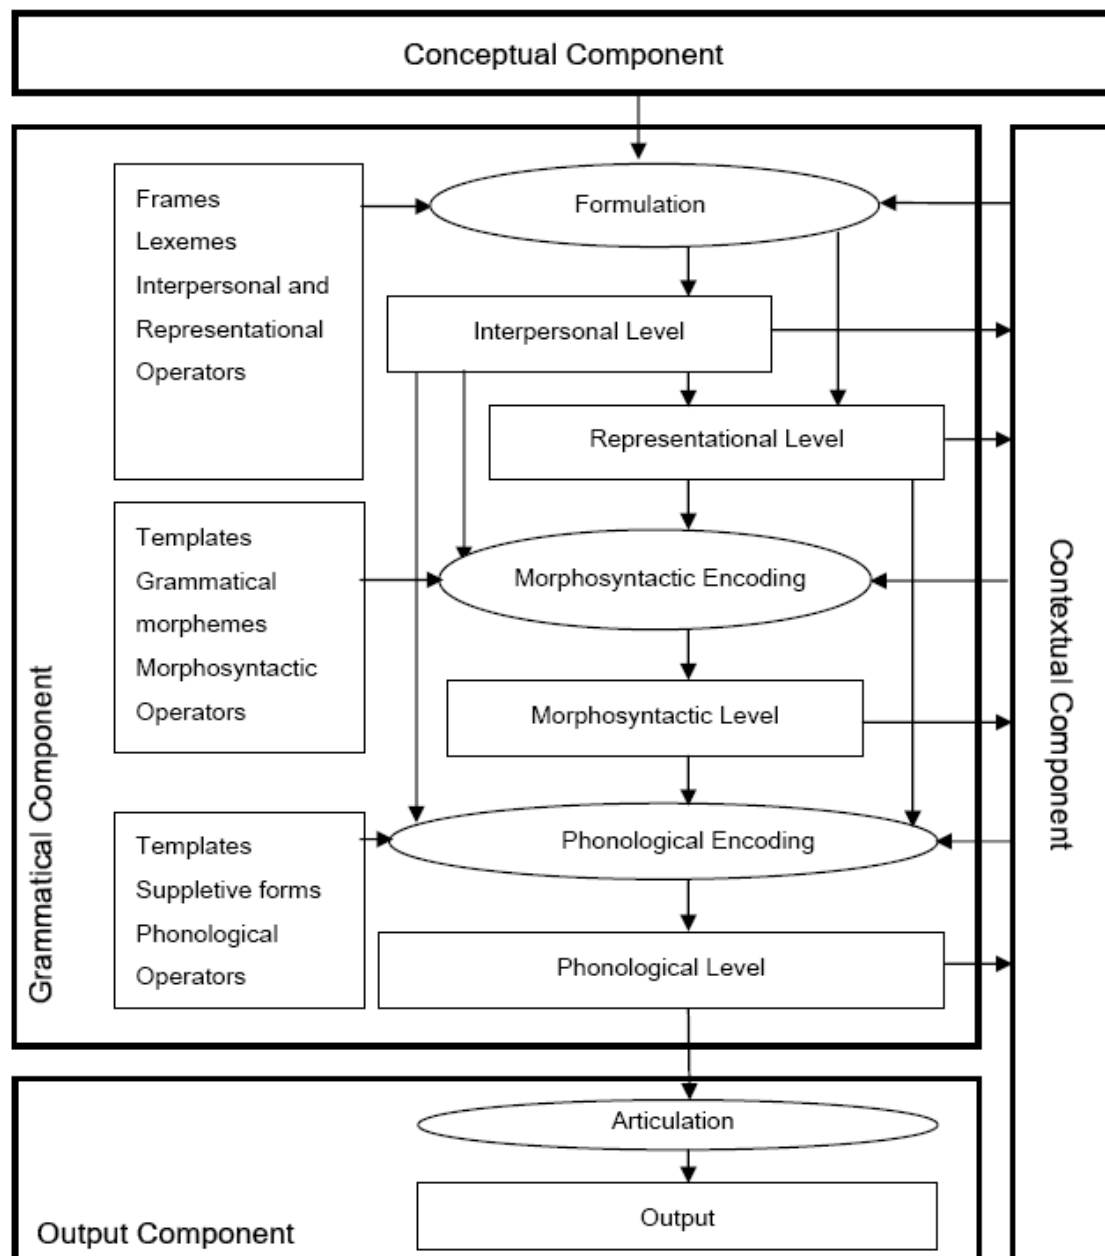 Conceptual Component
Frames
Lexemes
Interpersonal and
Representational
Operators
Formulation
Interpersonal Level
Representational Level
Templates
Grammatical
morphemes
Morphosyntactic
Operators
Morphosyntactic Encoding
Morphosyntactic Level
Templates
Suppletive forms
Phonological
Operators
Phonological Encoding
Phonological Level
Grammatical Component
Contextual Component
Articulation
Output
Output Component